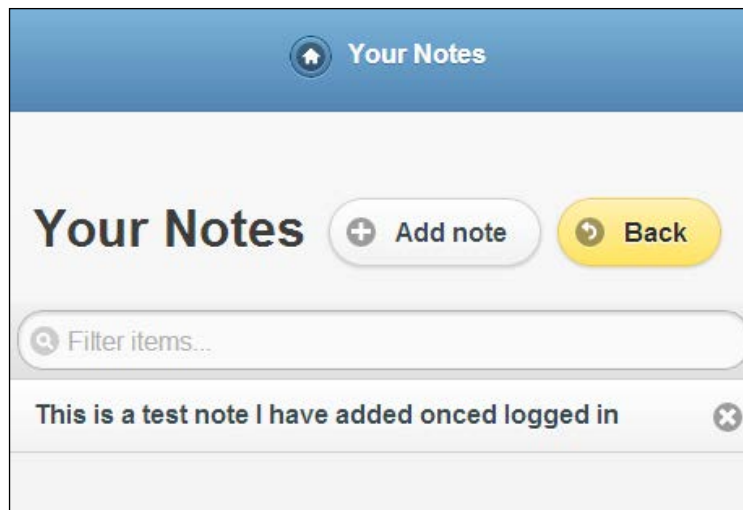 Your Notes
Your Notes Add note Back
Filter items...
This is a test note I have added onced logged in